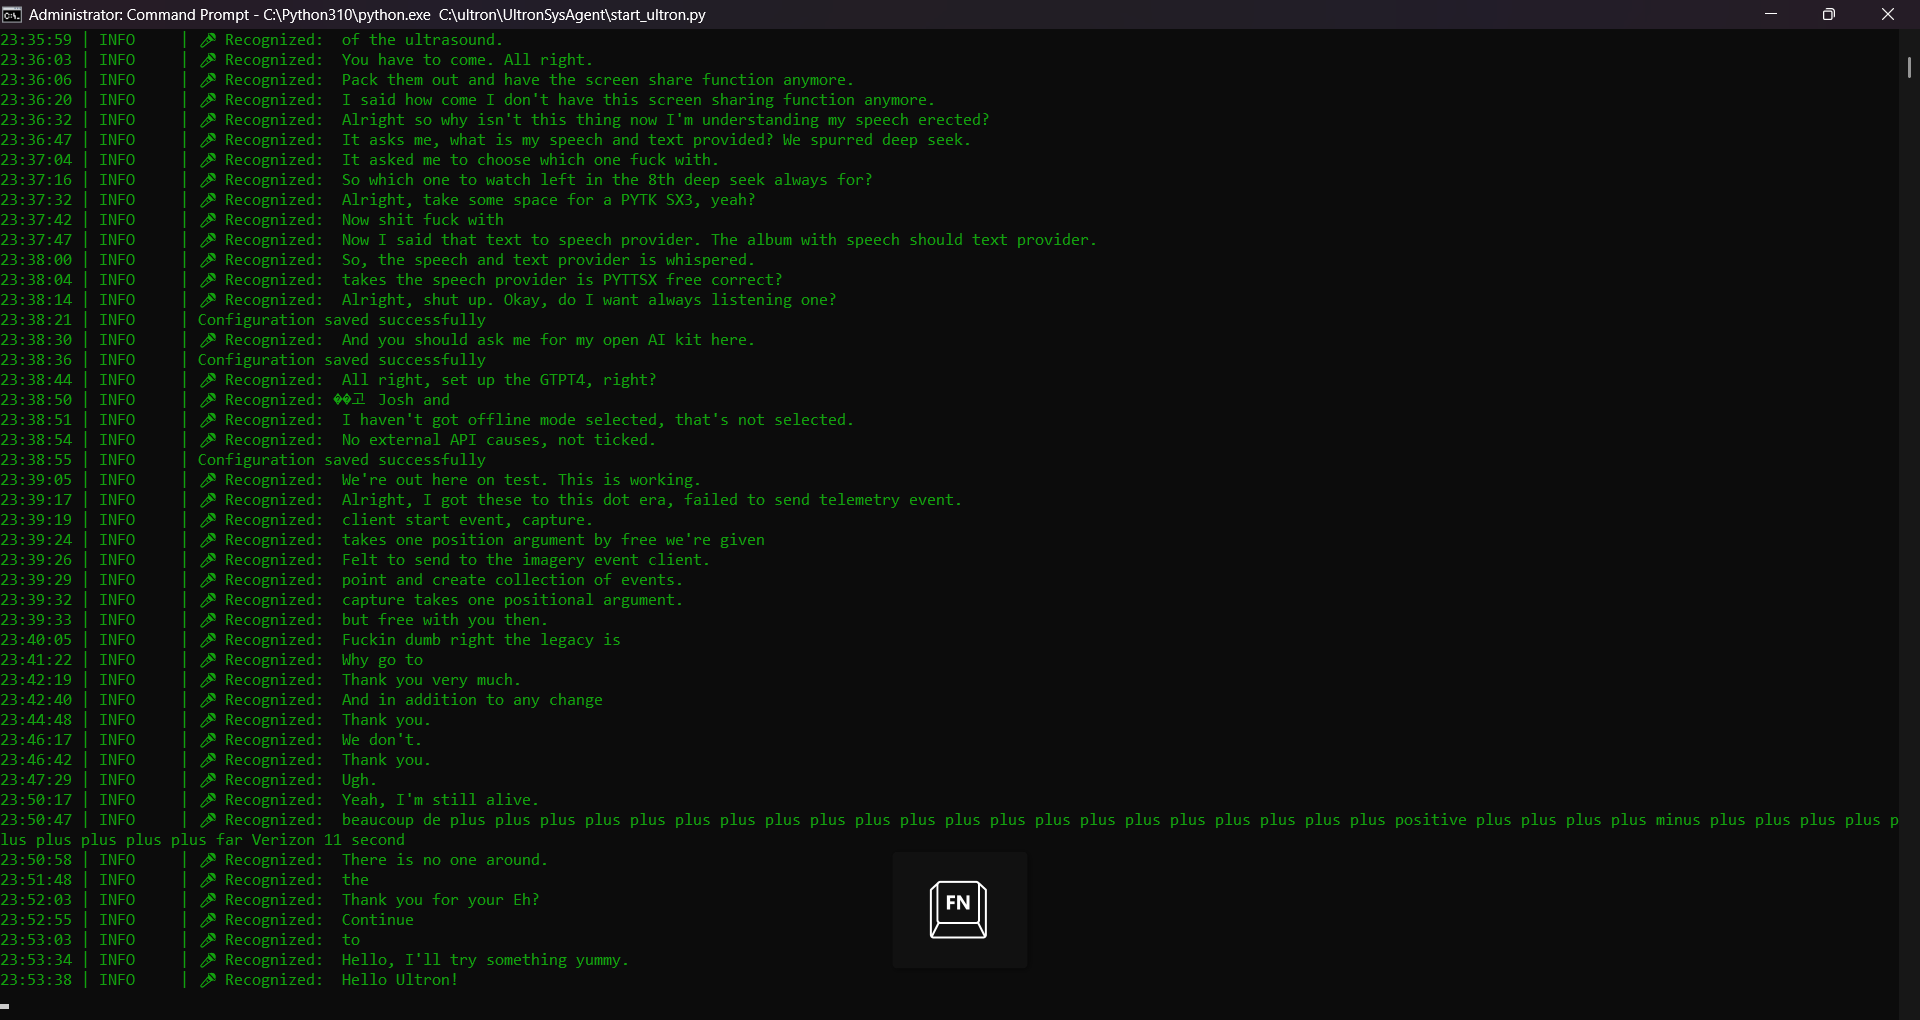 Administrator: Command Prompt - C:\Python310\python.exe C:\ultron\UltronSysAgent\start_ultron.py
23:35:59 | INFO | 🎤 Recognized: of the ultrasound.
23:36:03 | INFO | 🎤 Recognized: You have to come. All right.
23:36:06 | INFO | 🎤 Recognized: Pack them out and have the screen share function anymore.
23:36:20 | INFO | 🎤 Recognized: I said how come I don't have this screen sharing function anymore.
23:36:32 | INFO | 🎤 Recognized: Alright so why isn't this thing now I'm understanding my speech erected?
23:36:47 | INFO | 🎤 Recognized: It asks me, what is my speech and text provided? We spurred deep seek.
23:37:04 | INFO | 🎤 Recognized: It asked me to choose which one fuck with.
23:37:16 | INFO | 🎤 Recognized: So which one to watch left in the 8th deep seek always for?
23:37:32 | INFO | 🎤 Recognized: Alright, take some space for a PYTK SX3, yeah?
23:37:42 | INFO | 🎤 Recognized: Now shit fuck with
23:37:47 | INFO | 🎤 Recognized: Now I said that text to speech provider. The album with speech should text provider.
23:38:00 | INFO | 🎤 Recognized: So, the speech and text provider is whispered.
23:38:04 | INFO | 🎤 Recognized: takes the speech provider is PYTTSX free correct?
23:38:14 | INFO | 🎤 Recognized: Alright, shut up. Okay, do I want always listening one?
23:38:21 | INFO | Configuration saved successfully
23:38:30 | INFO | 🎤 Recognized: And you should ask me for my open AI kit here.
23:38:36 | INFO | Configuration saved successfully
23:38:44 | INFO | 🎤 Recognized: All right, set up the GTPT4, right?
23:38:50 | INFO | 🎤 Recognized: ��고 Josh and
23:38:51 | INFO | 🎤 Recognized: I haven't got offline mode selected, that's not selected.
23:38:54 | INFO | 🎤 Recognized: No external API causes, not ticked.
23:38:55 | INFO | Configuration saved successfully
23:39:05 | INFO | 🎤 Recognized: We're out here on test. This is working.
23:39:17 | INFO | 🎤 Recognized: Alright, I got these to this dot era, failed to send telemetry event.
23:39:19 | INFO | 🎤 Recognized: client start event, capture.
23:39:24 | INFO | 🎤 Recognized: takes one position argument by free we're given
23:39:26 | INFO | 🎤 Recognized: Felt to send to the imagery event client.
23:39:29 | INFO | 🎤 Recognized: point and create collection of events.
23:39:32 | INFO | 🎤 Recognized: capture takes one positional argument.
23:39:33 | INFO | 🎤 Recognized: but free with you then.
23:40:05 | INFO | 🎤 Recognized: Fuckin dumb right the legacy is
23:41:22 | INFO | 🎤 Recognized: Why go to
23:42:19 | INFO | 🎤 Recognized: Thank you very much.
23:42:40 | INFO | 🎤 Recognized: And in addition to any change
23:44:48 | INFO | 🎤 Recognized: Thank you.
23:46:17 | INFO | 🎤 Recognized: We don't.
23:46:42 | INFO | 🎤 Recognized: Thank you.
23:47:29 | INFO | 🎤 Recognized: Ugh.
23:50:17 | INFO | 🎤 Recognized: Yeah, I'm still alive.
23:50:47 | INFO | 🎤 Recognized: beaucoup de plus plus plus plus plus plus plus plus plus plus plus plus plus plus plus plus plus plus plus plus plus positive plus plus plus plus minus plus plus plus plus p
lus plus plus plus plus far Verizon 11 second
23:50:58 | INFO | 🎤 Recognized: There is no one around.
23:51:48 | INFO | 🎤 Recognized: the
23:52:03 | INFO | 🎤 Recognized: Thank you for your Eh?
23:52:55 | INFO | 🎤 Recognized: Continue
23:53:03 | INFO | 🎤 Recognized: to
23:53:34 | INFO | 🎤 Recognized: Hello, I'll try something yummy.
23:53:38 | INFO | 🎤 Recognized: Hello Ultron!
FN